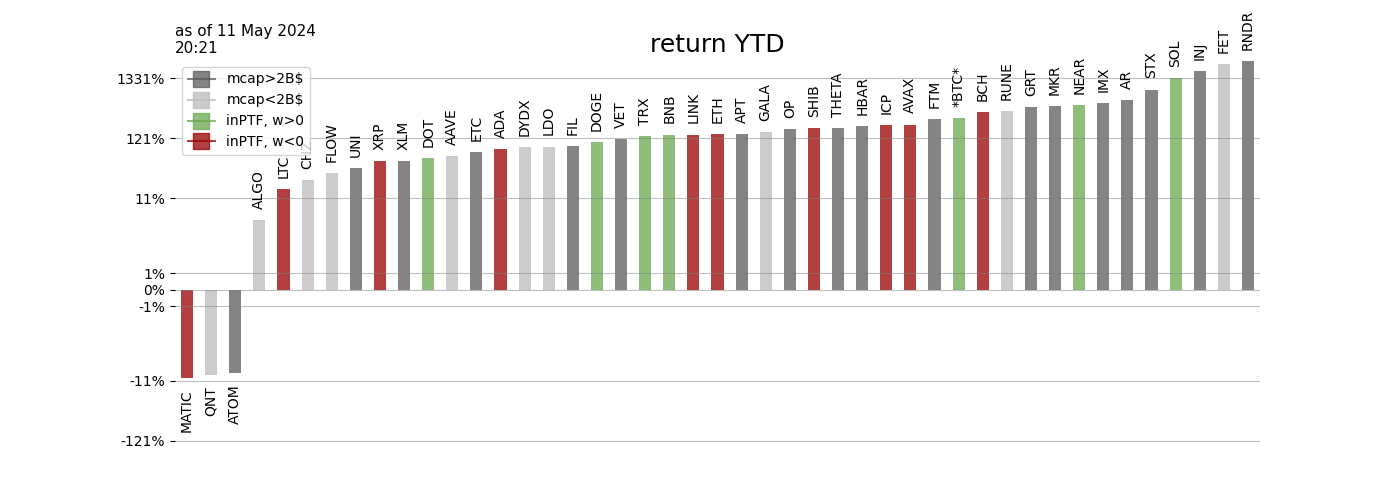 as of 11 May 2024
20:21
return YTD
mcap>2B$
mcap<2B$
inPTF, w>0
inPTF, w<0
1331%
121%
11%
1%
0%
-1%
-11%
-121%
MATIC
QNT
ATOM
ALGO
LTC
CHZ
FLOW
UNI
XRP
XLM
DOT
AAVE
ETC
ADA
DYDX
LDO
FIL
DOGE
VET
TRX
BNB
LINK
ETH
APT
GALA
OP
SHIB
THETA
HBAR
ICP
AVAX
FTM
*BTC*
BCH
RUNE
GRT
MKR
NEAR
IMX
AR
STX
SOL
INJ
FET
RNDR